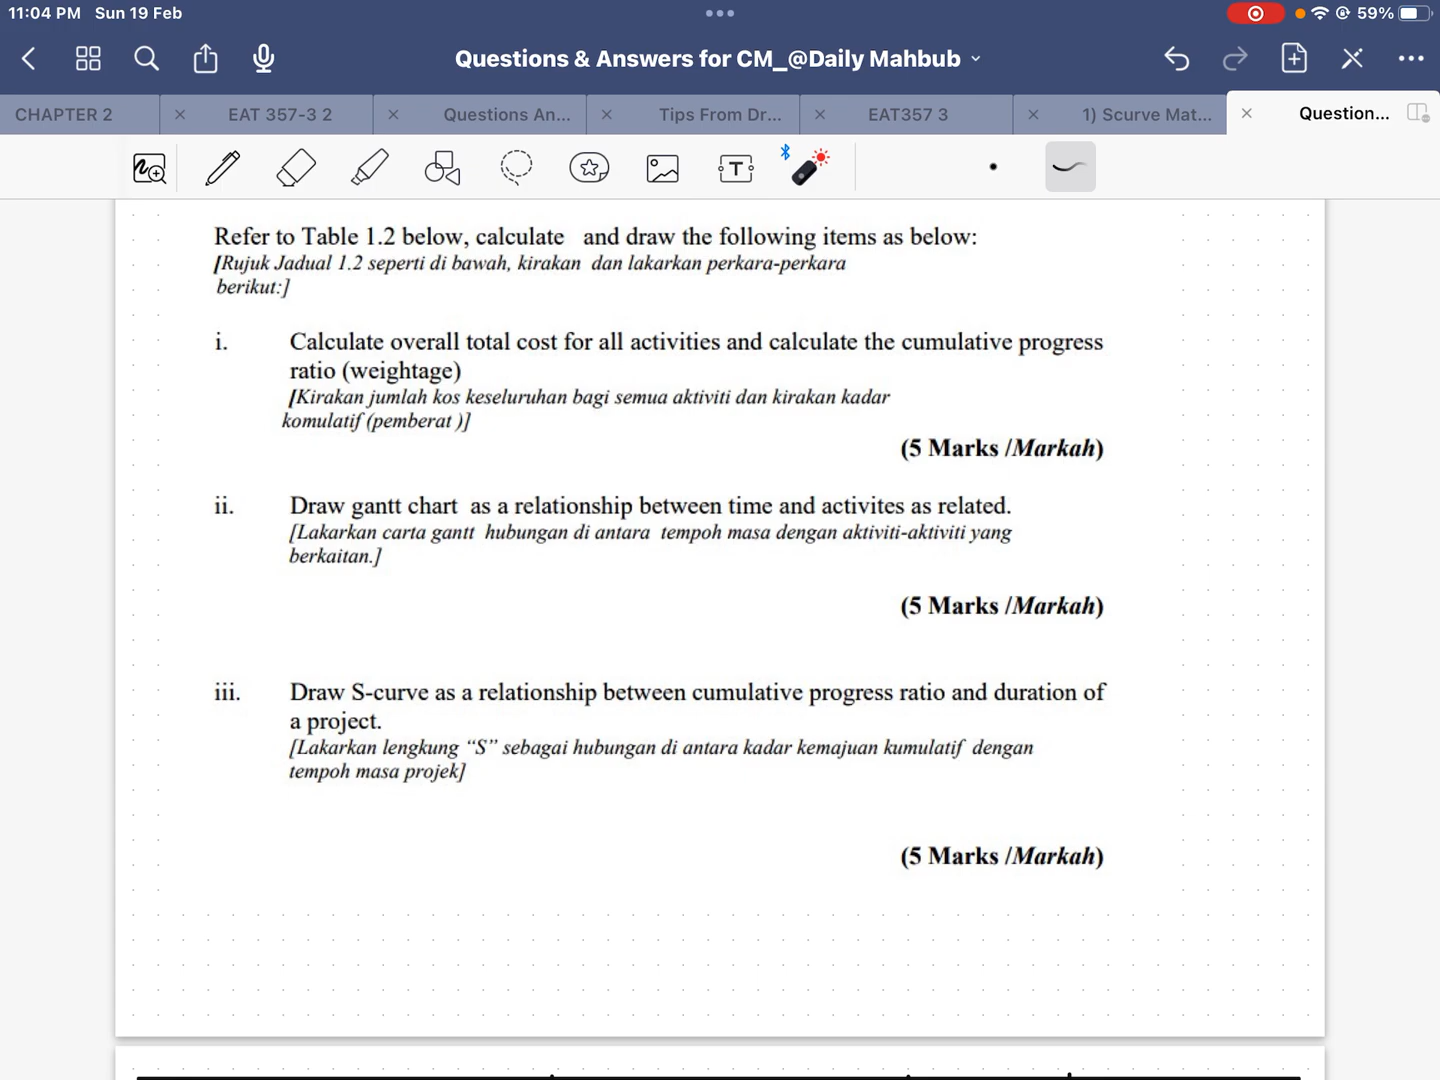 11:04 PM Sun 19 Feb
59%
Questions & Answers for CM_@Daily Mahbub
CHAPTER 2
EAT 357-3 2
Questions An...
Tips From Dr...
EAT357 3
1) Scurve Mat...
Question...
T
Refer to Table 1.2 below, calculate and draw the following items as below:
[Rujuk Jadual 1.2 seperti di bawah, kirakan dan lakarkan perkara-perkara
berikut:]
i. Calculate overall total cost for all activities and calculate the cumulative progress
ratio (weightage)
[Kirakan jumlah kos keseluruhan bagi semua aktiviti dan kirakan kadar
komulatif (pemberat )]
(5 Marks /Markah)
ii. Draw gantt chart as a relationship between time and activites as related.
[Lakarkan carta gantt hubungan di antara tempoh masa dengan aktiviti-aktiviti yang
berkaitan.]
(5 Marks /Markah)
iii. Draw S-curve as a relationship between cumulative progress ratio and duration of
a project.
[Lakarkan lengkung “S” sebagai hubungan di antara kadar kemajuan kumulatif dengan
tempoh masa projek]
(5 Marks /Markah)